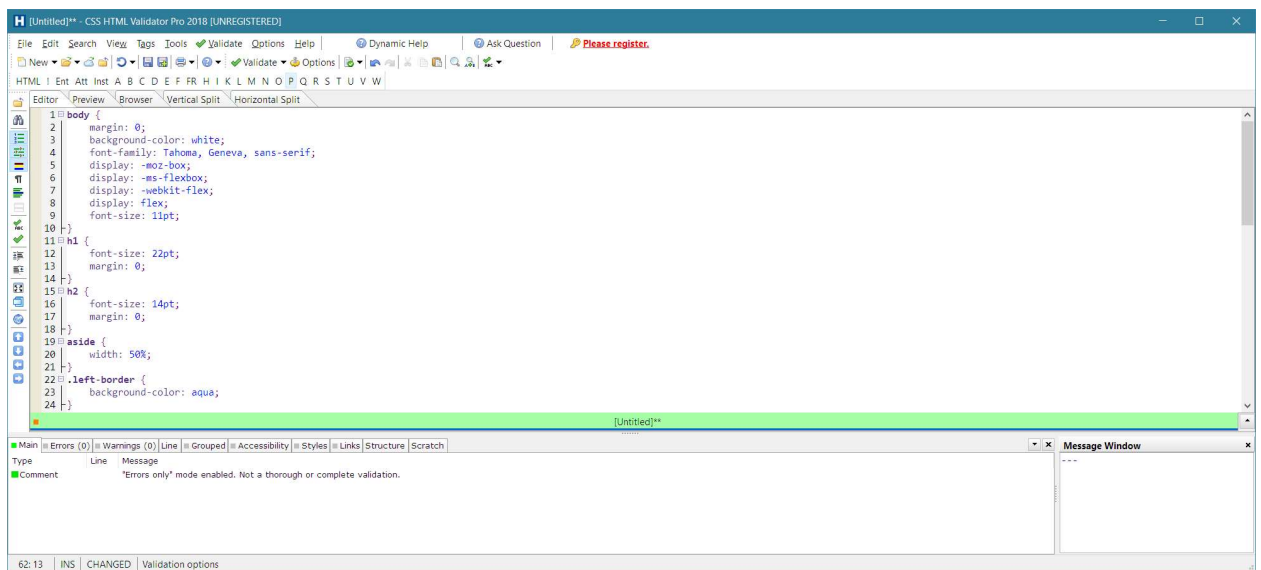 [Untitled]** - CSS HTML Validator Pro 2018 [UNREGISTERED]
File Edit Search View Tags Tools Validate Options Help Dynamic Help Ask Question Please register.
New Validate Options
HTML ! Ent Att Inst A B C D E F FR H I K L M N O P Q R S T U V W
Editor Preview Browser Vertical Split Horizontal Split
1 body {
2 margin: 0;
3 background-color: white;
4 font-family: Tahoma, Geneva, sans-serif;
5 display: -moz-box;
6 display: -ms-flexbox;
7 display: -webkit-flex;
8 display: flex;
9 font-size: 11pt;
10 }
11 h1 {
12 font-size: 22pt;
13 margin: 0;
14 }
15 h2 {
16 font-size: 14pt;
17 margin: 0;
18 }
19 aside {
20 width: 50%;
21 }
22 .left-border {
23 background-color: aqua;
24 }
[Untitled]**
Main Errors (0) Warnings (0) Line Grouped Accessibility Styles Links Structure Scratch
Message Window
Type Line Message
---
Comment "Errors only" mode enabled. Not a thorough or complete validation.
62: 13 INS CHANGED Validation options